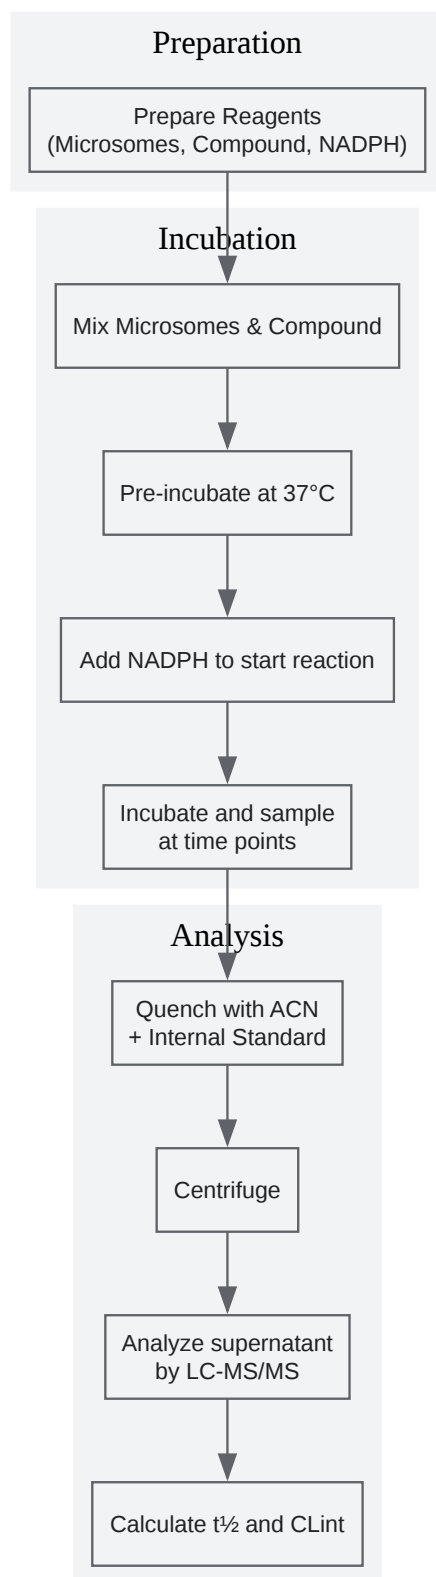 Preparation
Prepare Reagents
(Microsomes, Compound, NADPH)
Incubation
Mix Microsomes & Compound
Pre-incubate at 37°C
Add NADPH to start reaction
Incubate and sample
at time points
Analysis
Quench with ACN
+ Internal Standard
Centrifuge
Analyze supernatant
by LC-MS/MS
Calculate t½ and CLint